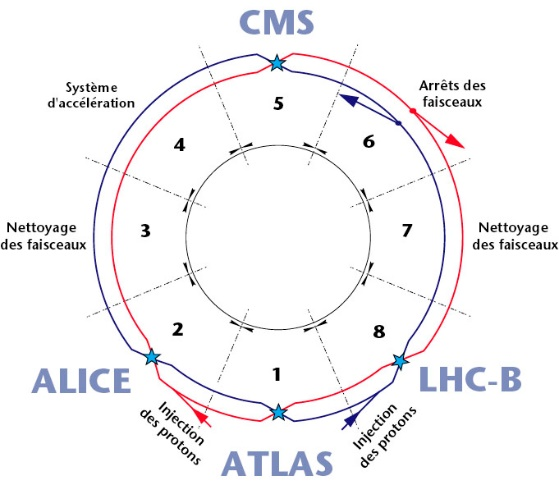 CMS
Système
d'accélération
Arrêts des
faisceaux
5
4
6
Nettoyage
des faisceaux
3
7
Nettoyage
des faisceaux
2
8
1
ALICE
LHC-B
Injection
des protons
Injection
des protons
ATLAS